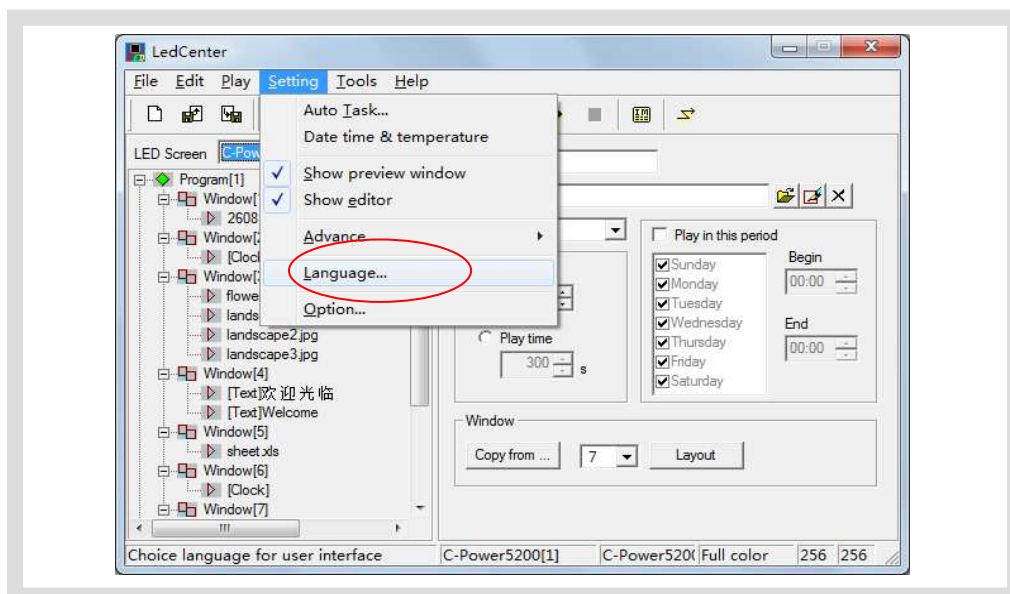 LedCenter
File Edit Play Setting Tools Help
Auto Task...
Date time & temperature
Show preview window
Show editor
Advance
Language...
Option...
LED Screen C-Pow
Program[1]
Window[
2608
Window[
[Cloc
Window[
flowe
lands
landscape2.jpg
landscape3.jpg
Window[4]
[Text]欢迎光临
[Text]Welcome
Window[5]
sheet.xls
Window[6]
[Clock]
Window[7]
Play time
300 s
Play in this period
Sunday
Monday
Tuesday
Wednesday
Thursday
Friday
Saturday
Begin
00:00
End
00:00
Window
Copy from ... 7 Layout
Choice language for user interface C-Power5200[1] C-Power520( Full color 256 256